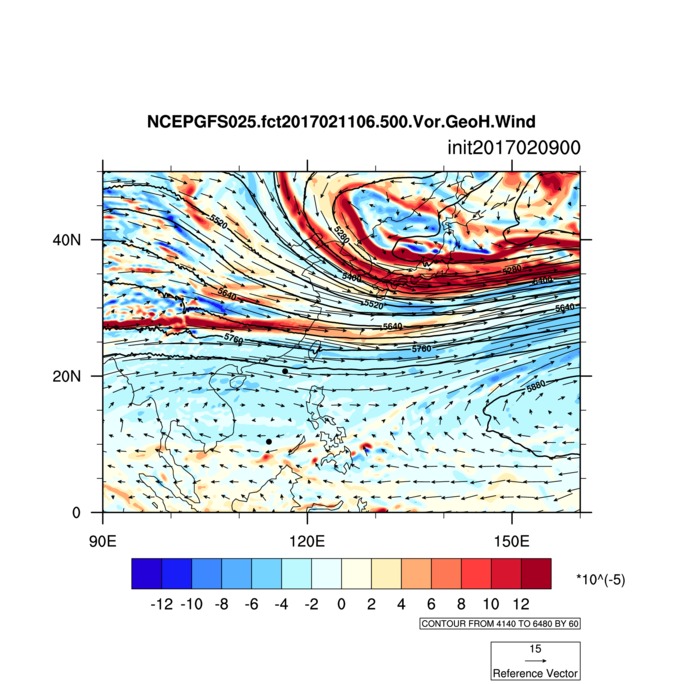 NCEPGFS025.fct2017021106.500.Vor.GeoH.Wind
init2017020900
5520
5280
40N
5400
5280
5400
5640
5520
5640
5640
5760
5760
20N
5880
0
90E 120E 150E
-12 -10 -8 -6 -4 -2 0 2 4 6 8 10 12
*10^(-5)
CONTOUR FROM 4140 TO 6480 BY 60
15
Reference Vector